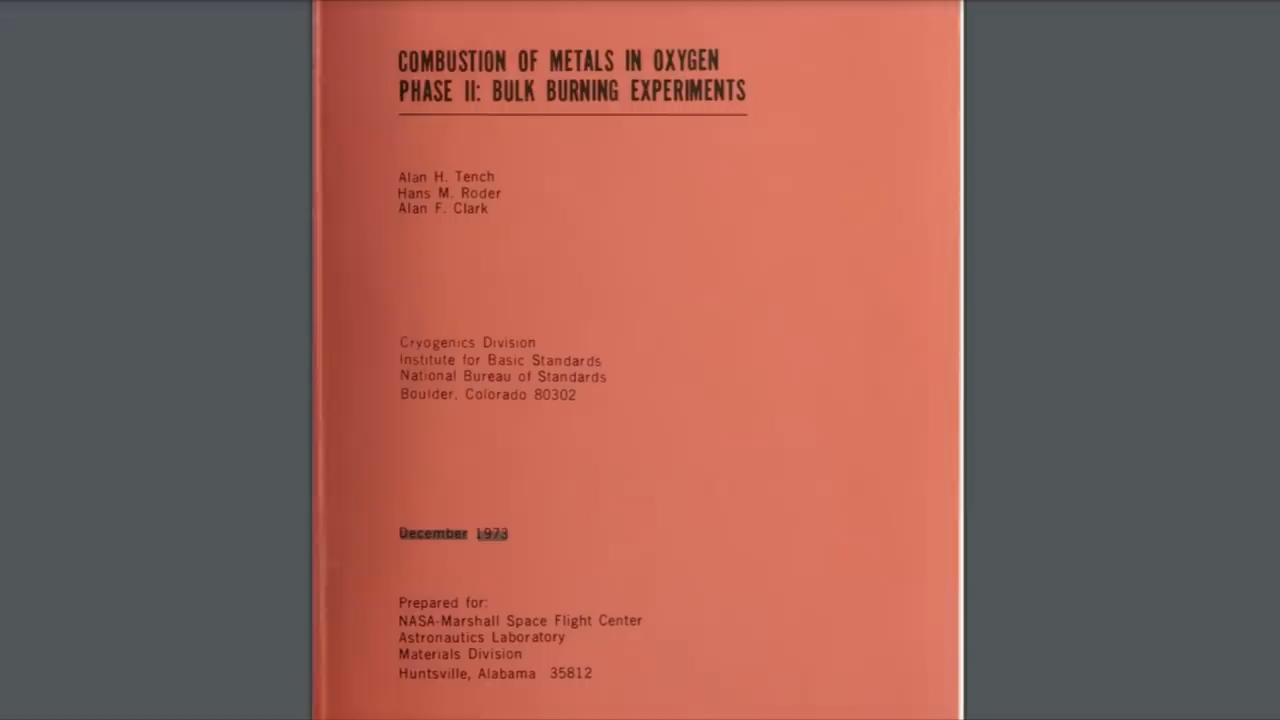 COMBUSTION OF METALS IN OXYGEN
PHASE II: BULK BURNING EXPERIMENTS
Alan H. Tench
Hans M. Roder
Alan F. Clark
Cryogenics Division
Institute for Basic Standards
National Bureau of Standards
Boulder, Colorado 80302
December 1973
Prepared for:
NASA-Marshall Space Flight Center
Astronautics Laboratory
Materials Division
Huntsville, Alabama 35812